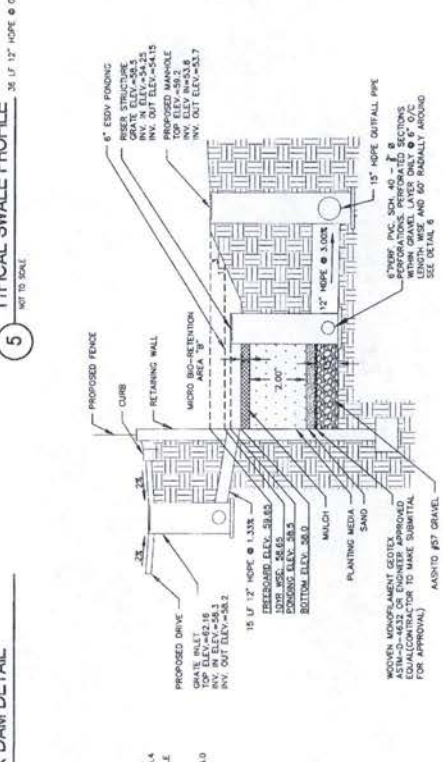 K DAM DETAIL
5
TYPICAL SWALE PROFILE
NOT TO SCALE
36 LF 12" HDPE @ 0
PROPOSED FENCE
CURB
RETAINING WALL
MICRO BIO-RETENTION
AREA "B"
6" ESDV PONDING
RISER STRUCTURE
GRATE ELEV.=58.5
INV. IN ELEV=54.25
INV. OUT ELEV.=54.15
PROPOSED MANHOLE
TOP ELEV.=59.2
INV. ELEV IN=53.8
INV. OUT ELEV=53.7
2%
2%
PROPOSED DRIVE
GRATE INLET
TOP ELEV=62.16
INV. IN ELEV=58.3
INV. OUT ELEV=58.2
15 LF 12" HDPE @ 1.33%
FREEBOARD ELEV: 59.65
10YR WSE: 58.65
PONDING ELEV: 58.5
BOTTOM ELEV: 58.0
2.00'
3
12" HDPE @ 3.00%
MULCH
PLANTING MEDIA
SAND
WOOVEN MONOFILAMENT GEOTEX
ASTM-D-4632 OR ENGINEER APPROVED
EQUAL(CONTRACTOR TO MAKE SUBMITTAL
FOR APPROVAL)
AASHTO #57 GRAVEL
15" HDPE OUTFALL PIPE
6"PERF. PVC, SCH. 40 - Ø
PERFORATIONS. PERFORATED SECTIONS
WITHIN GRAVEL LAYER ONLY @ 6" O/C
LENGTH WISE AND 60° RADIALLY AROUND
SEE DETAIL 6